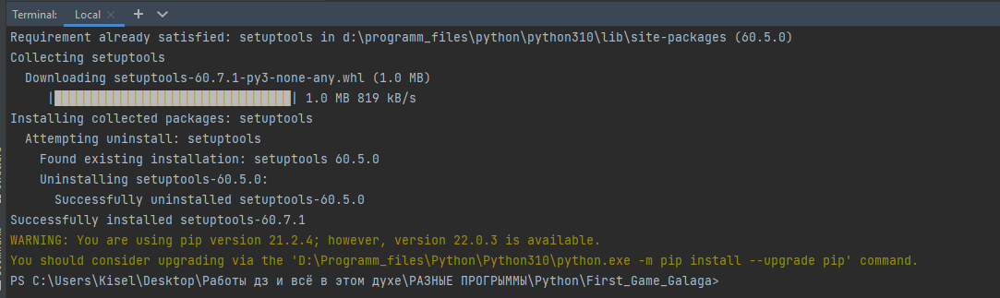 Terminal: Local × + ∨
Requirement already satisfied: setuptools in d:\programm_files\python\python310\lib\site-packages (60.5.0)
Collecting setuptools
Downloading setuptools-60.7.1-py3-none-any.whl (1.0 MB)
|████████████████████████████████| 1.0 MB 819 kB/s
Installing collected packages: setuptools
Attempting uninstall: setuptools
Found existing installation: setuptools 60.5.0
Uninstalling setuptools-60.5.0:
Successfully uninstalled setuptools-60.5.0
Successfully installed setuptools-60.7.1
WARNING: You are using pip version 21.2.4; however, version 22.0.3 is available.
You should consider upgrading via the 'D:\Programm_files\Python\Python310\python.exe -m pip install --upgrade pip' command.
PS C:\Users\Kisel\Desktop\Работы дз и всё в этом духе\РАЗНЫЕ ПРОГРЫММЫ\Python\First_Game_Galaga>